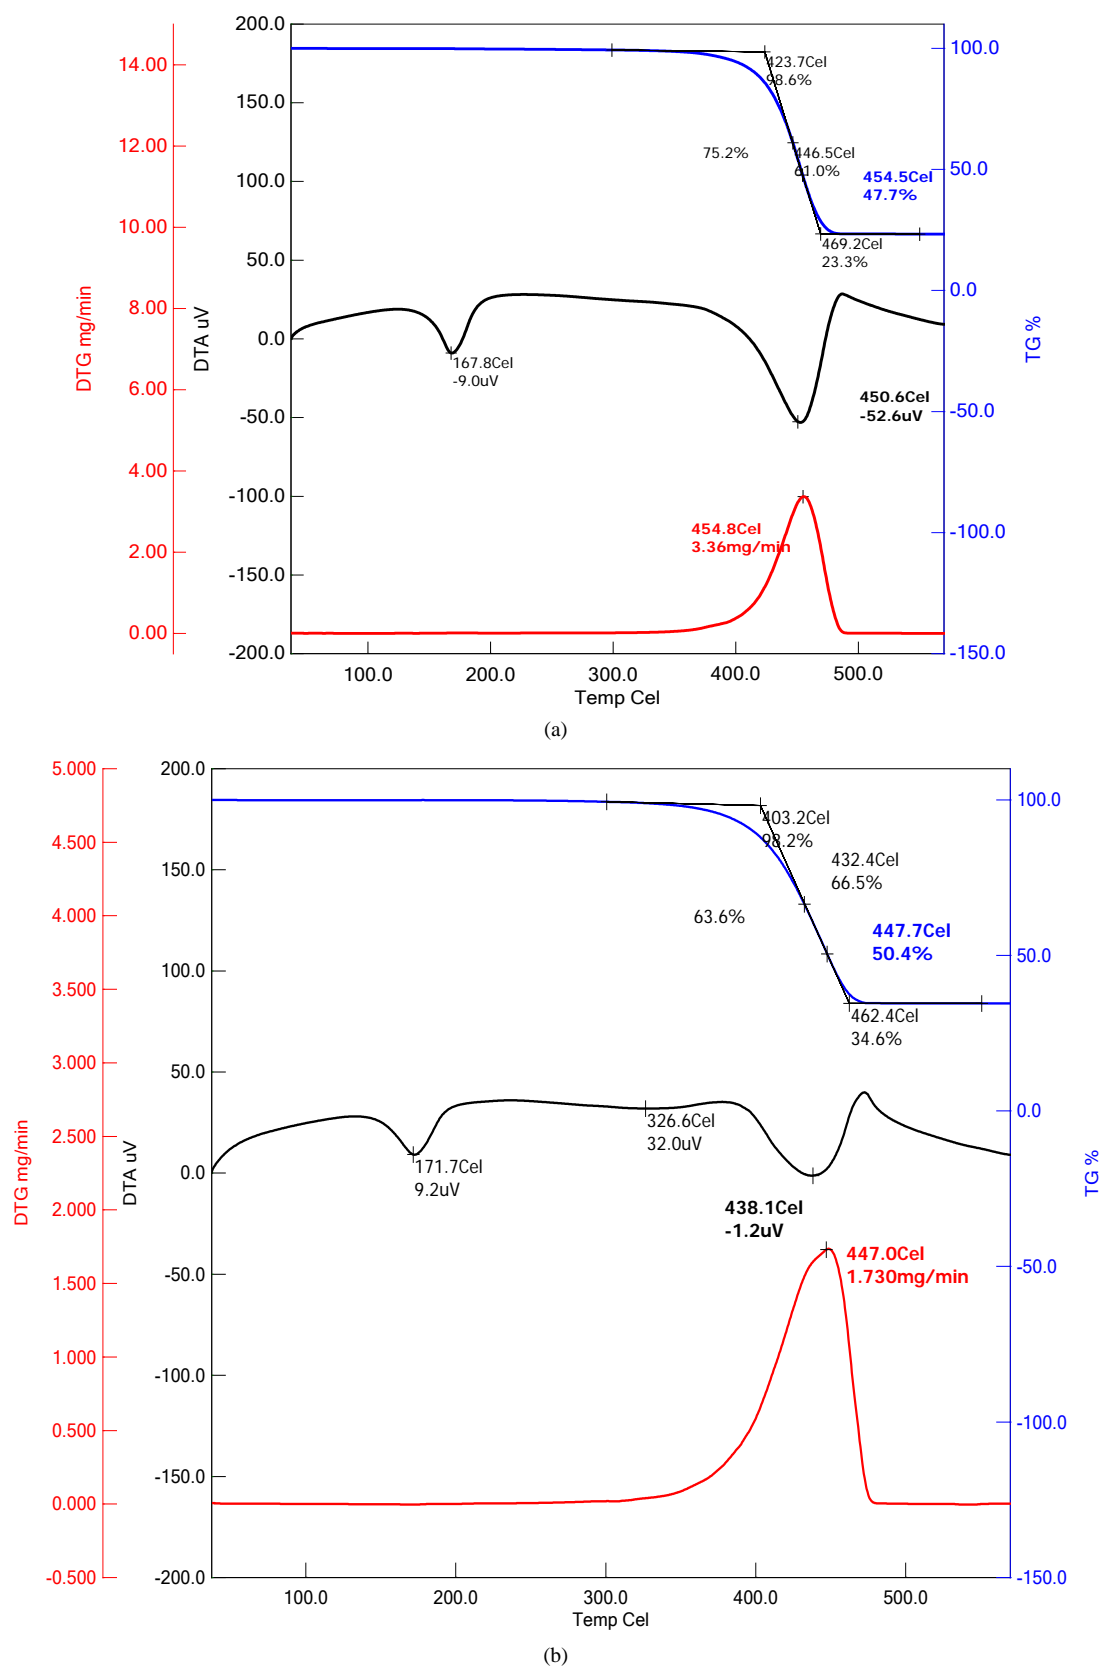 200.0
100.0
14.00
423.7Cel
98.6%
150.0
12.00
75.2%
446.5Cel
61.0%
50.0
454.5Cel
47.7%
100.0
10.00
469.2Cel
23.3%
50.0
0.0
8.00
DTG mg/min
DTA uV
TG %
0.0
167.8Cel
-9.0uV
6.00
450.6Cel
-52.6uV
-50.0
-50.0
4.00
-100.0
454.8Cel
3.36mg/min
-100.0
2.00
-150.0
0.00
-200.0
-150.0
100.0
200.0
300.0
400.0
500.0
Temp Cel
(a)
5.000
200.0
100.0
403.2Cel
98.2%
4.500
150.0
432.4Cel
66.5%
4.000
63.6%
447.7Cel
50.4%
50.0
100.0
3.500
462.4Cel
34.6%
3.000
50.0
0.0
326.6Cel
32.0uV
2.500
DTG mg/min
DTA uV
TG %
0.0
171.7Cel
9.2uV
2.000
438.1Cel
-1.2uV
447.0Cel
1.730mg/min
-50.0
-50.0
1.500
1.000
-100.0
-100.0
0.500
-150.0
0.000
-0.500
-200.0
-150.0
100.0
200.0
300.0
400.0
500.0
Temp Cel
(b)